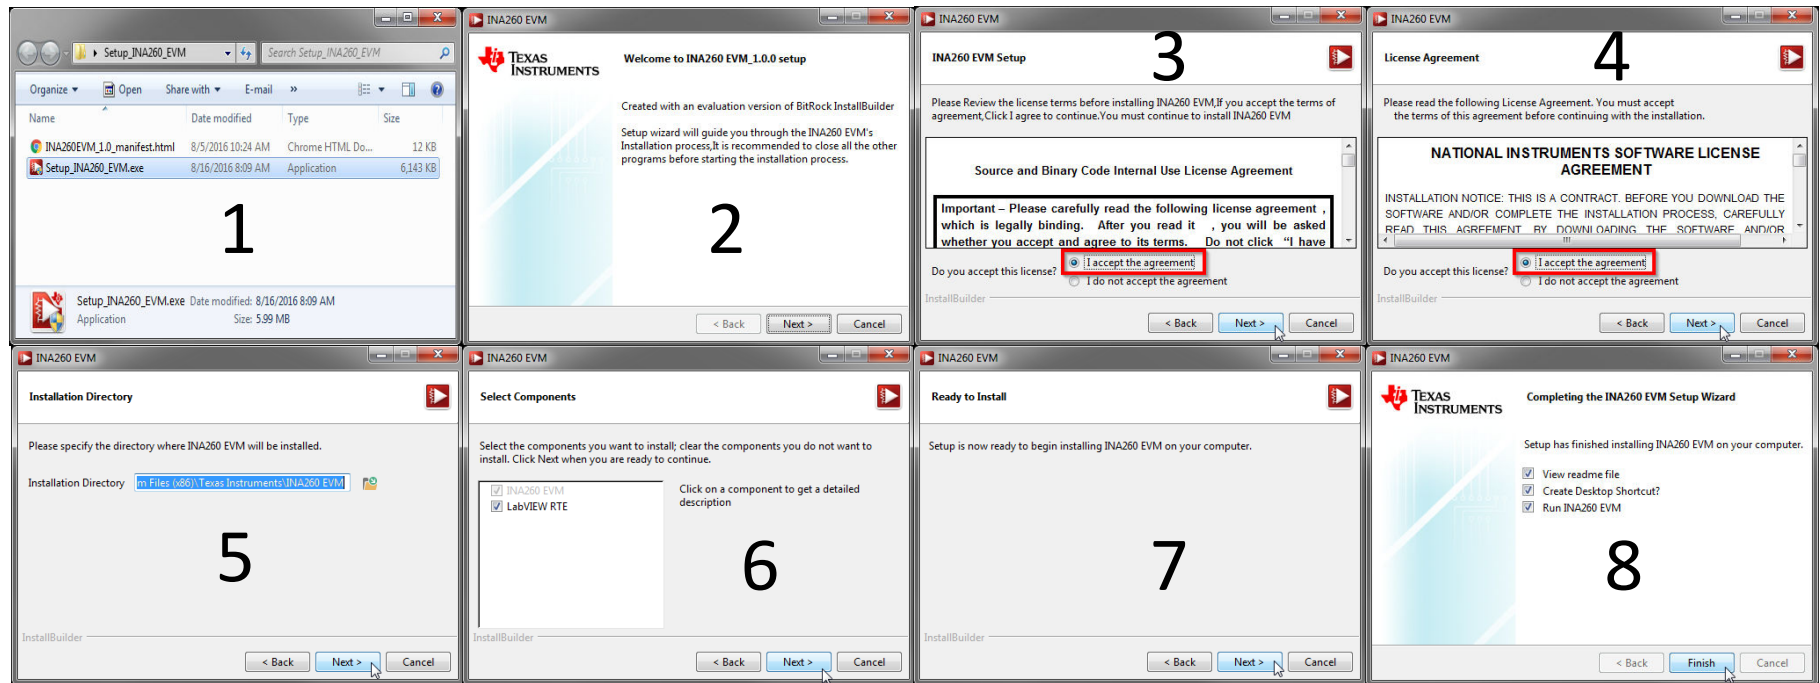 1
Setup_INA260_EVM
Search Setup_INA260_EVM
Organize
Open
Share with
E-mail
»
Name
Date modified
Type
Size
INA260EVM_1.0_manifest.html 8/5/2016 10:24 AM Chrome HTML Do... 12 KB
Setup_INA260_EVM.exe 8/16/2016 8:09 AM Application 6,143 KB
Setup_INA260_EVM.exe Date modified: 8/16/2016 8:09 AM
Application Size: 5.99 MB
INA260 EVM
TEXAS
INSTRUMENTS
Welcome to INA260 EVM_1.0.0 setup
Created with an evaluation version of BitRock InstallBuilder
Setup wizard will guide you through the INA260 EVM's
Installation process,It is recommended to close all the other
programs before starting the installation process.
2
< Back
Next >
Cancel
INA260 EVM
3
INA260 EVM Setup
Please Review the license terms before installing INA260 EVM,If you accept the terms of
agreement,Click I agree to continue.You must continue to install INA260 EVM
Source and Binary Code Internal Use License Agreement
Important – Please carefully read the following license agreement ,
which is legally binding. After you read it , you will be asked
whether you accept and agree to its terms. Do not click “I have
Do you accept this license?
I accept the agreement
I do not accept the agreement
InstallBuilder
< Back
Next >
Cancel
INA260 EVM
4
License Agreement
Please read the following License Agreement. You must accept
the terms of this agreement before continuing with the installation.
NATIONAL INSTRUMENTS SOFTWARE LICENSE
AGREEMENT
INSTALLATION NOTICE: THIS IS A CONTRACT. BEFORE YOU DOWNLOAD THE
SOFTWARE AND/OR COMPLETE THE INSTALLATION PROCESS, CAREFULLY
READ THIS AGREEMENT. BY DOWNLOADING THE SOFTWARE AND/OR
Do you accept this license?
I accept the agreement
I do not accept the agreement
InstallBuilder
< Back
Next >
Cancel
INA260 EVM
Installation Directory
Please specify the directory where INA260 EVM will be installed.
Installation Directory m Files (x86)\Texas Instruments\INA260 EVM
5
InstallBuilder
< Back
Next >
Cancel
INA260 EVM
Select Components
Select the components you want to install; clear the components you do not want to
install. Click Next when you are ready to continue.
INA260 EVM
LabVIEW RTE
Click on a component to get a detailed
description
6
InstallBuilder
< Back
Next >
Cancel
INA260 EVM
Ready to Install
Setup is now ready to begin installing INA260 EVM on your computer.
7
InstallBuilder
< Back
Next >
Cancel
INA260 EVM
TEXAS
INSTRUMENTS
Completing the INA260 EVM Setup Wizard
Setup has finished installing INA260 EVM on your computer.
View readme file
Create Desktop Shortcut?
Run INA260 EVM
8
< Back
Finish
Cancel